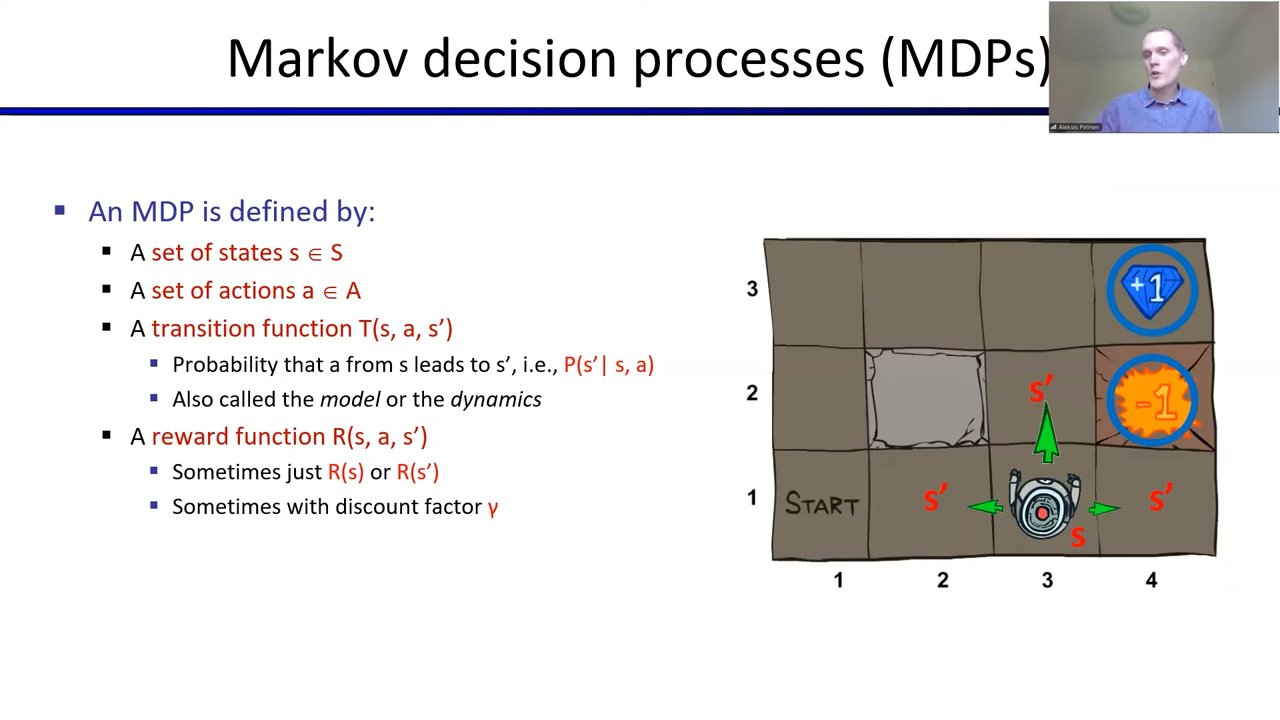 Markov decision processes (MDPs)
Aleksis Pirinen
An MDP is defined by:
A set of states s ∈ S
A set of actions a ∈ A
A transition function T(s, a, s’)
Probability that a from s leads to s’, i.e., P(s’| s, a)
Also called the model or the dynamics
A reward function R(s, a, s’)
Sometimes just R(s) or R(s’)
Sometimes with discount factor γ
3
+1
2
s’
-1
1
START
s’
s
s’
1
2
3
4